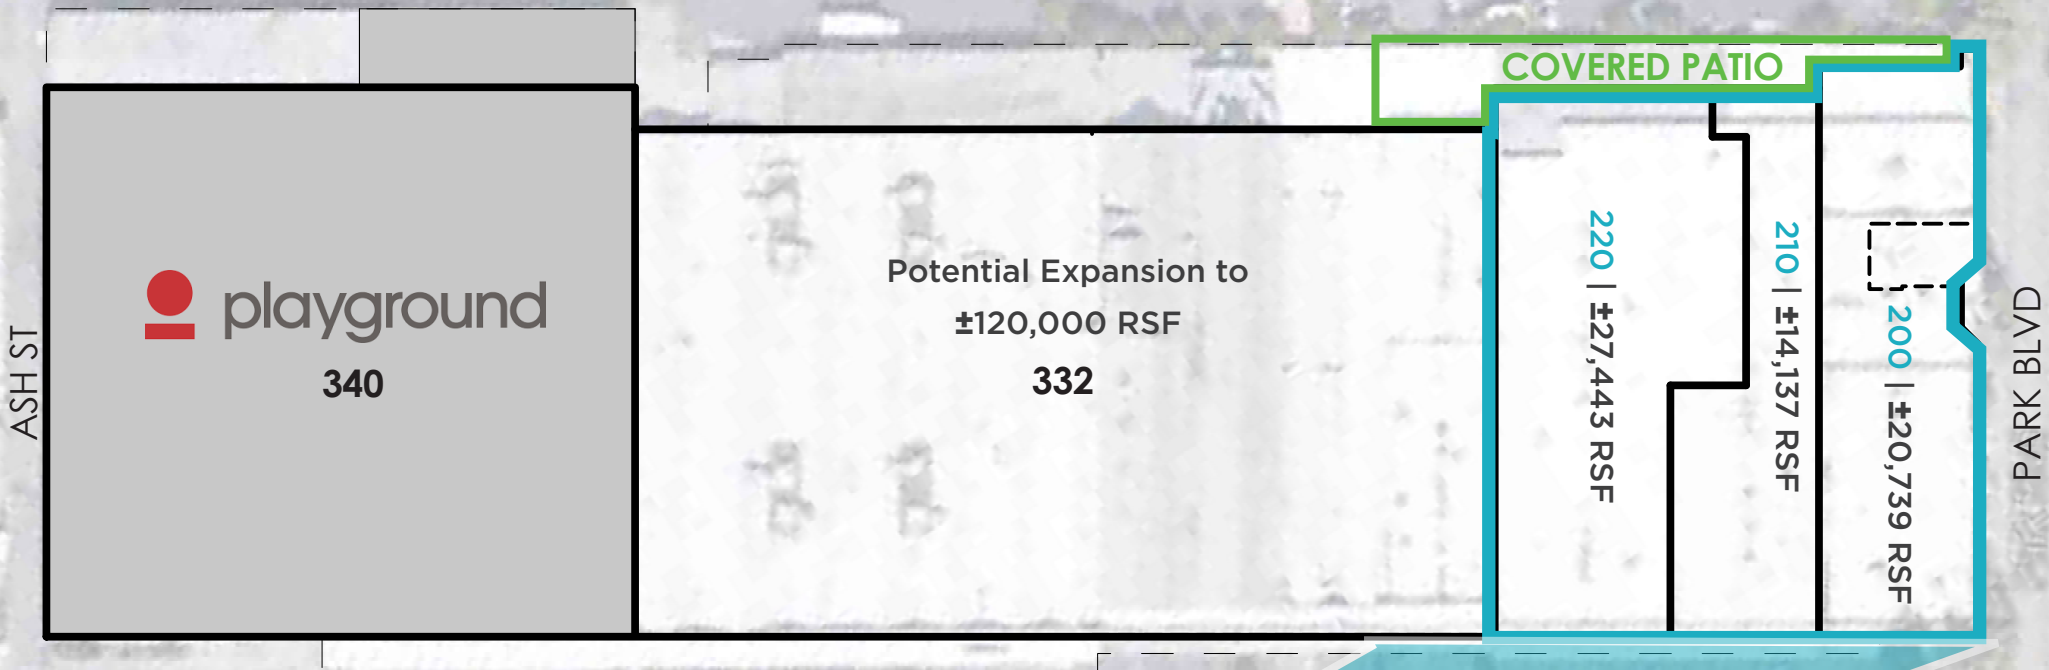 COVERED PATIO
ASH ST
playground
340
Potential Expansion to
±120,000 RSF
332
220 | ±27,443 RSF
210 | ±14,137 RSF
200 | ±20,739 RSF
PARK BLVD